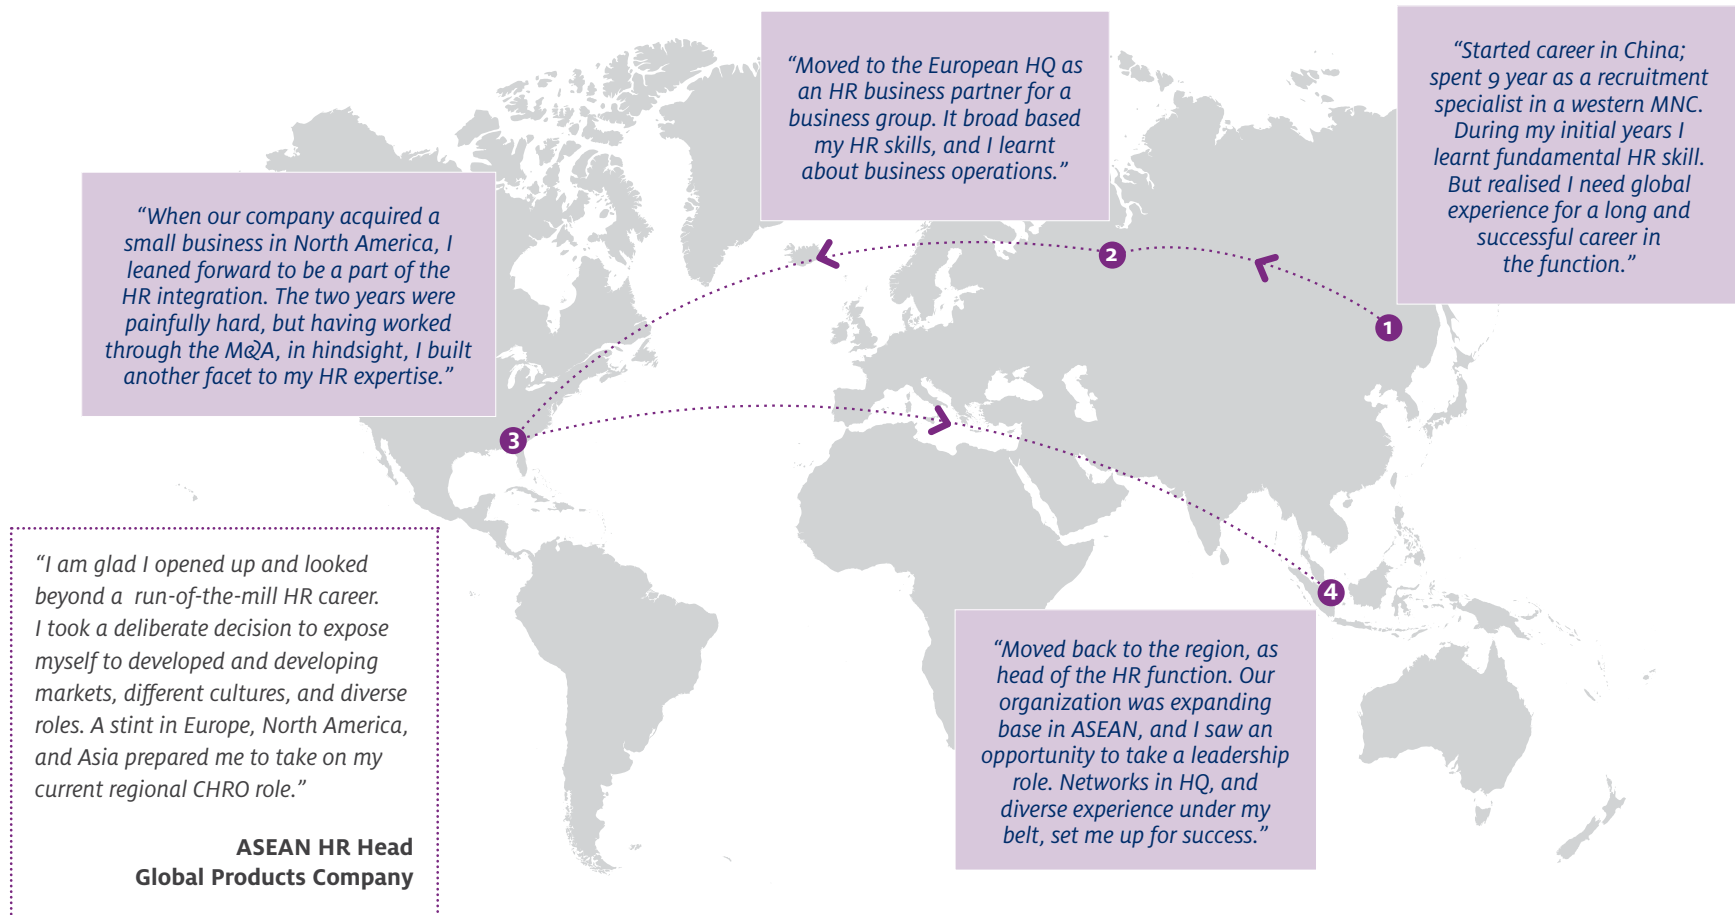 “Started career in China;
spent 9 year as a recruitment
specialist in a western MNC.
During my initial years I
learnt fundamental HR skill.
But realised I need global
experience for a long and
successful career in
the function.”
1
“Moved to the European HQ as
an HR business partner for a
business group. It broad based
my HR skills, and I learnt
about business operations.”
2
“When our company acquired a
small business in North America, I
leaned forward to be a part of the
HR integration. The two years were
painfully hard, but having worked
through the M&A, in hindsight, I built
another facet to my HR expertise.”
3
“Moved back to the region, as
head of the HR function. Our
organization was expanding
base in ASEAN, and I saw an
opportunity to take a leadership
role. Networks in HQ, and
diverse experience under my
belt, set me up for success.”
4
“I am glad I opened up and looked
beyond a run-of-the-mill HR career.
I took a deliberate decision to expose
myself to developed and developing
markets, different cultures, and diverse
roles. A stint in Europe, North America,
and Asia prepared me to take on my
current regional CHRO role.”
ASEAN HR Head
Global Products Company